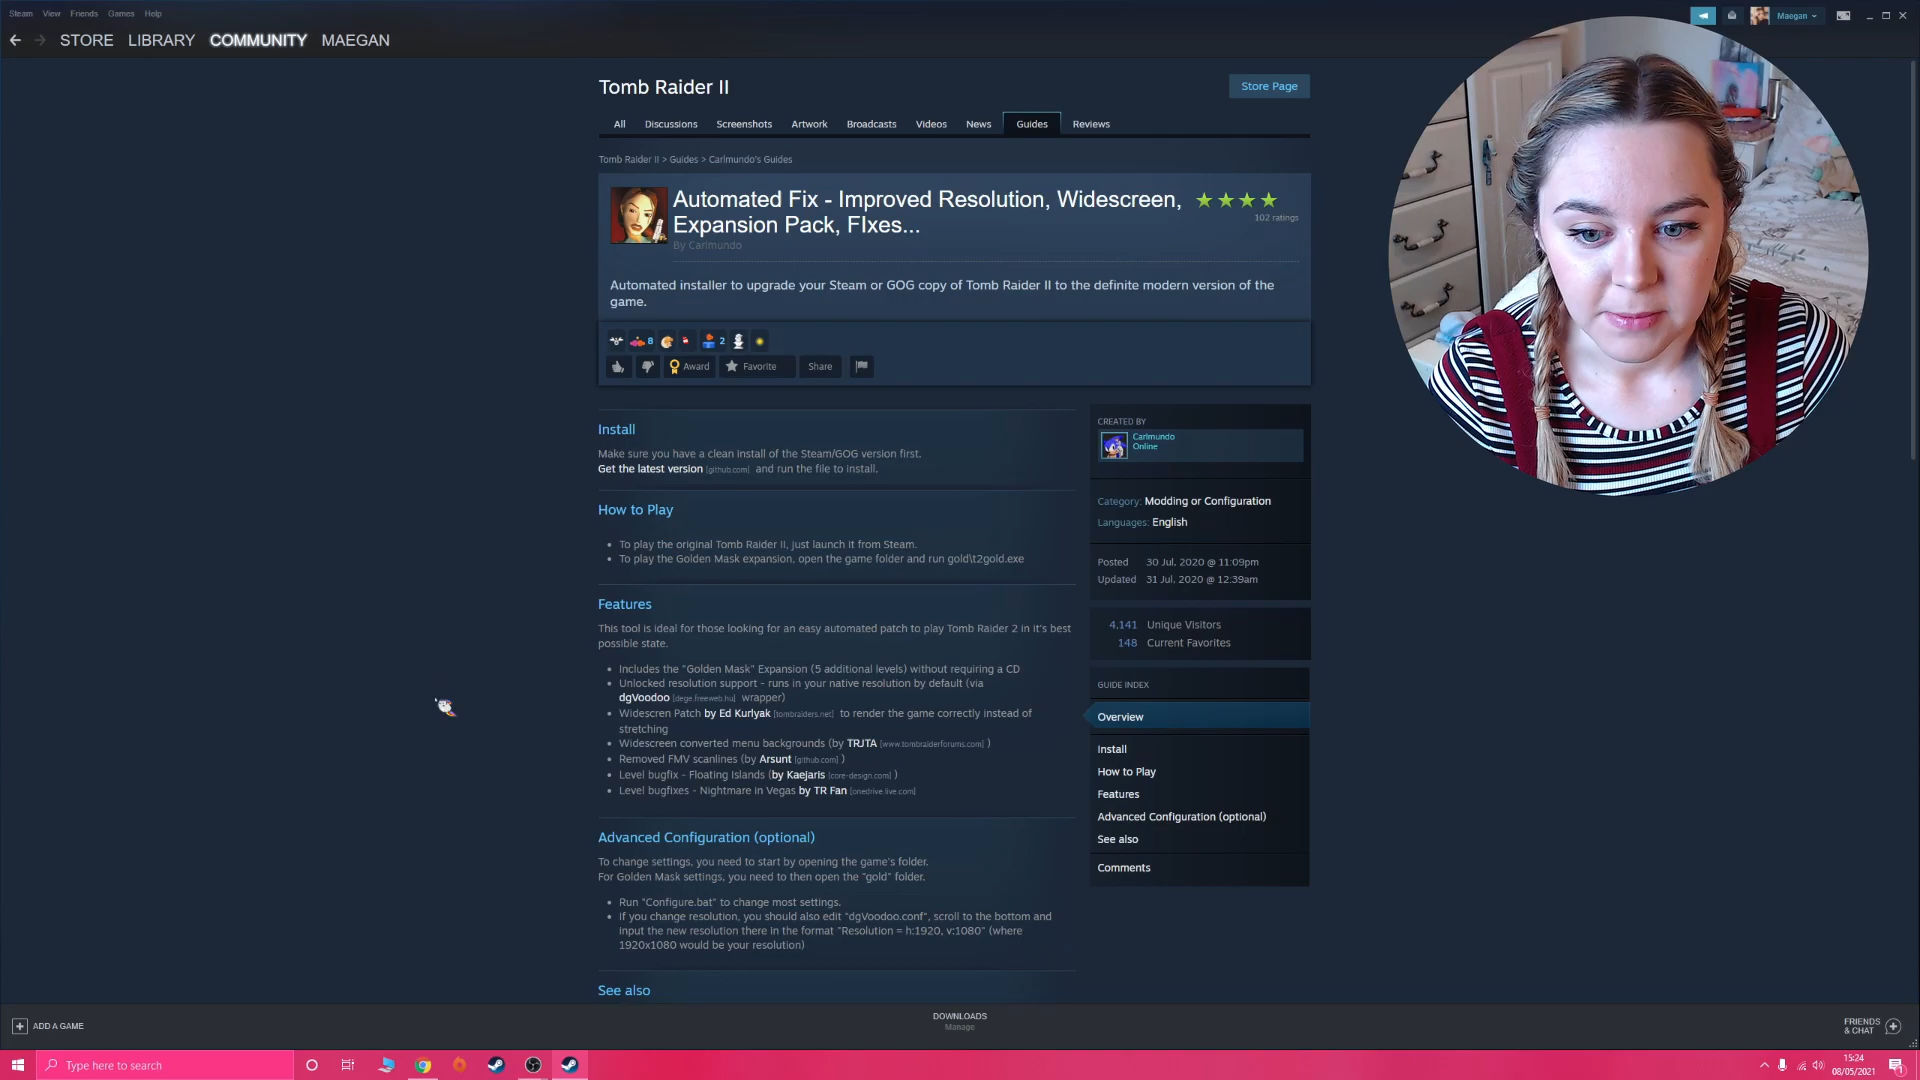 Steam View Friends Games Help
Maegan
STORE LIBRARY COMMUNITY MAEGAN
Tomb Raider II
Store Page
All Discussions Screenshots Artwork Broadcasts Videos News Guides Reviews
Tomb Raider II > Guides > Carlmundo's Guides
Automated Fix - Improved Resolution, Widescreen,
Expansion Pack, FIxes...
102 ratings
By Carlmundo
Automated installer to upgrade your Steam or GOG copy of Tomb Raider II to the definite modern version of the
game.
8 2
Award Favorite Share
Install
Make sure you have a clean install of the Steam/GOG version first.
Get the latest version [github.com] and run the file to install.
How to Play
• To play the original Tomb Raider II, just launch it from Steam.
• To play the Golden Mask expansion, open the game folder and run gold\t2gold.exe
Features
This tool is ideal for those looking for an easy automated patch to play Tomb Raider 2 in it's best
possible state.
• Includes the "Golden Mask" Expansion (5 additional levels) without requiring a CD
• Unlocked resolution support - runs in your native resolution by default (via
dgVoodoo [dege.freeweb.hu] wrapper)
• Widescren Patch by Ed Kurlyak [tombraiders.net] to render the game correctly instead of
stretching
• Widescreen converted menu backgrounds (by TRJTA [www.tombraiderforums.com] )
• Removed FMV scanlines (by Arsunt [github.com] )
• Level bugfix - Floating Islands (by Kaejaris [core-design.com] )
• Level bugfixes - Nightmare in Vegas by TR Fan [onedrive.live.com]
Advanced Configuration (optional)
To change settings, you need to start by opening the game's folder.
For Golden Mask settings, you need to then open the "gold" folder.
• Run "Configure.bat" to change most settings.
• If you change resolution, you should also edit "dgVoodoo.conf", scroll to the bottom and
input the new resolution there in the format "Resolution = h:1920, v:1080" (where
1920x1080 would be your resolution)
See also
CREATED BY
Carlmundo
Online
Category: Modding or Configuration
Languages: English
Posted 30 Jul, 2020 @ 11:09pm
Updated 31 Jul, 2020 @ 12:39am
4,141 Unique Visitors
148 Current Favorites
GUIDE INDEX
Overview
Install
How to Play
Features
Advanced Configuration (optional)
See also
Comments
ADD A GAME
DOWNLOADS
Manage
FRIENDS
& CHAT
Type here to search
15:24
08/05/2021